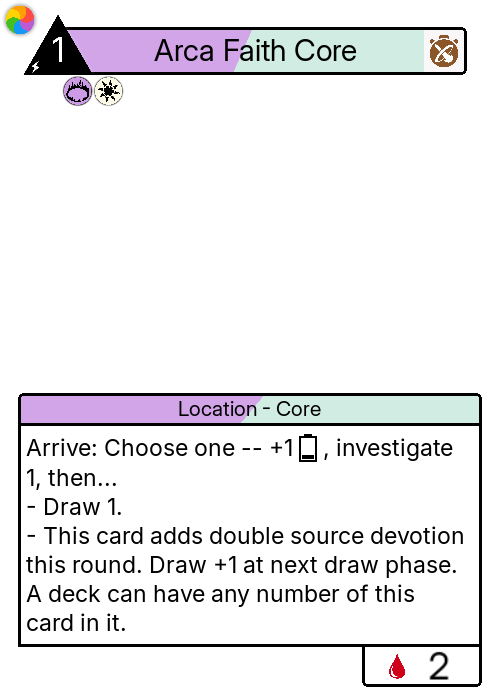 1
Arca Faith Core
Location - Core
Arrive: Choose one -- +1 , investigate
1, then...
- Draw 1.
- This card adds double source devotion
this round. Draw +1 at next draw phase.
A deck can have any number of this
card in it.
2